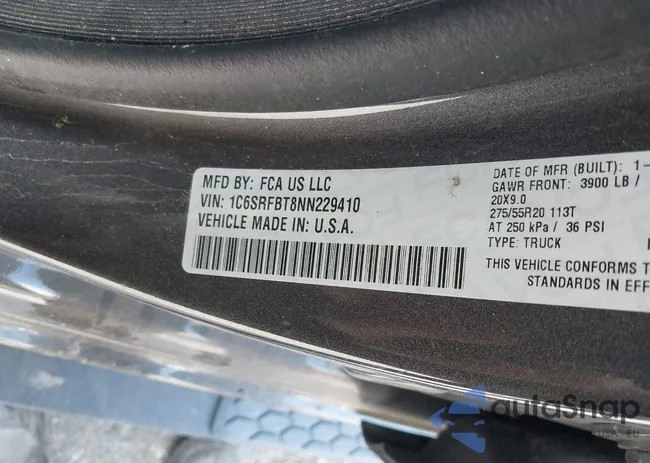 MFD BY: FCA US LLC
VIN: 1C6SRFBT8NN229410
VEHICLE MADE IN: U.S.A.
DATE OF MFR (BUILT): 1-
GAWR FRONT: 3900 LB /
20X9.0
275/55R20 113T
AT 250 kPa / 36 PSI
TYPE: TRUCK
THIS VEHICLE CONFORMS T
STANDARDS IN EFF
autoSnap